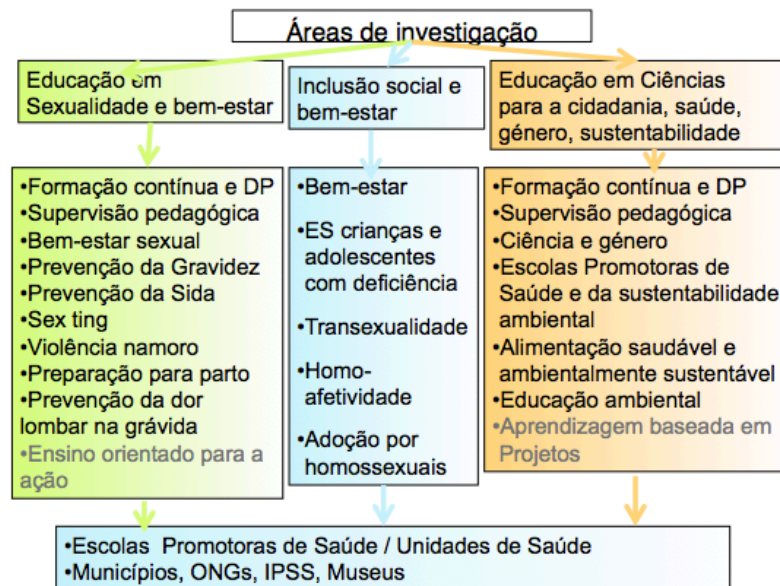 Áreas de investigação
Educação em
Sexualidade e bem-estar
Inclusão social e
bem-estar
Educação em Ciências
para a cidadania, saúde,
género, sustentabilidade
•Formação contínua e DP
•Supervisão pedagógica
•Bem-estar sexual
•Prevenção da Gravidez
•Prevenção da Sida
•Sex ting
•Violência namoro
•Preparação para parto
•Prevenção da dor
lombar na grávida
•Ensino orientado para a
ação
•Bem-estar
•ES crianças e
adolescentes
com deficiência
•Transexualidade
•Homo-
afetividade
•Adoção por
homossexuais
•Formação contínua e DP
•Supervisão pedagógica
•Ciência e género
•Escolas Promotoras de
Saúde e da sustentabilidade
ambiental
•Alimentação saudável e
ambientalmente sustentável
•Educação ambiental
•Aprendizagem baseada em
Projetos
•Escolas Promotoras de Saúde / Unidades de Saúde
•Municípios, ONGs, IPSS, Museus